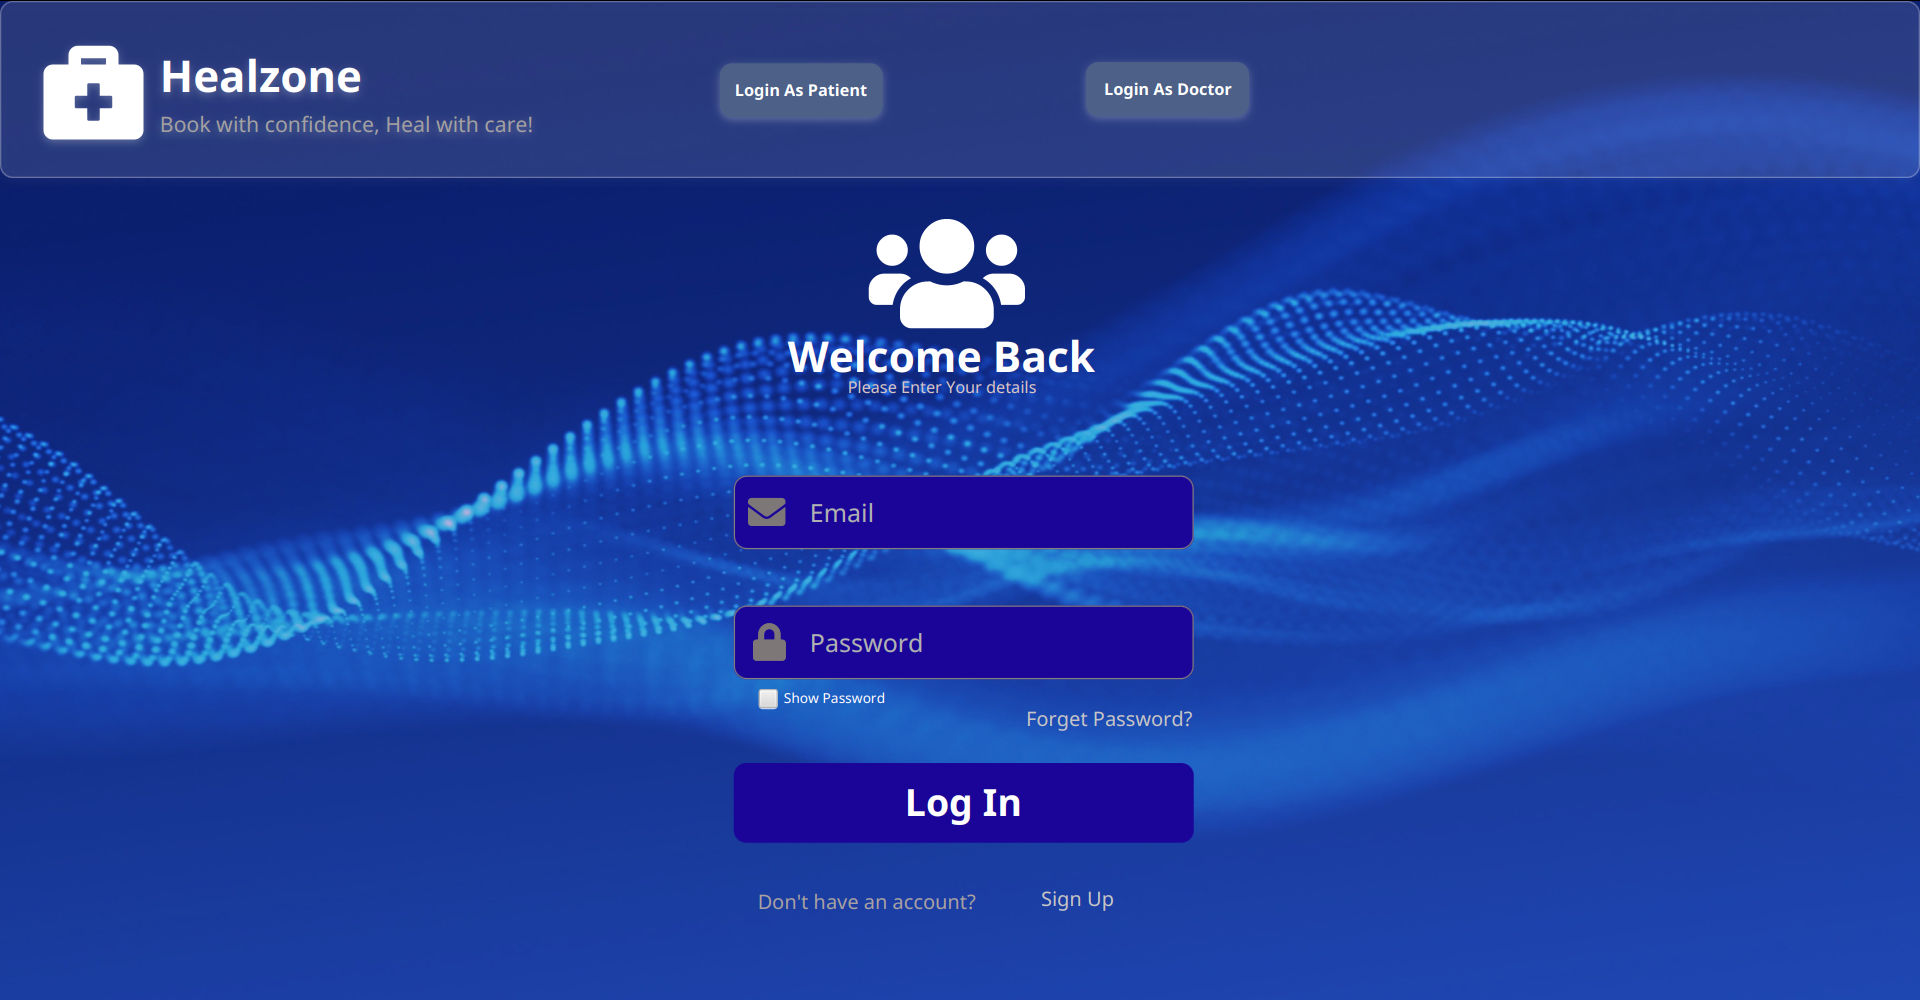 Healzone
Book with confidence, Heal with care!
Login As Patient
Login As Doctor
Welcome Back
Please Enter Your details
Email
Password
Show Password
Forget Password?
Log In
Don't have an account?
Sign Up